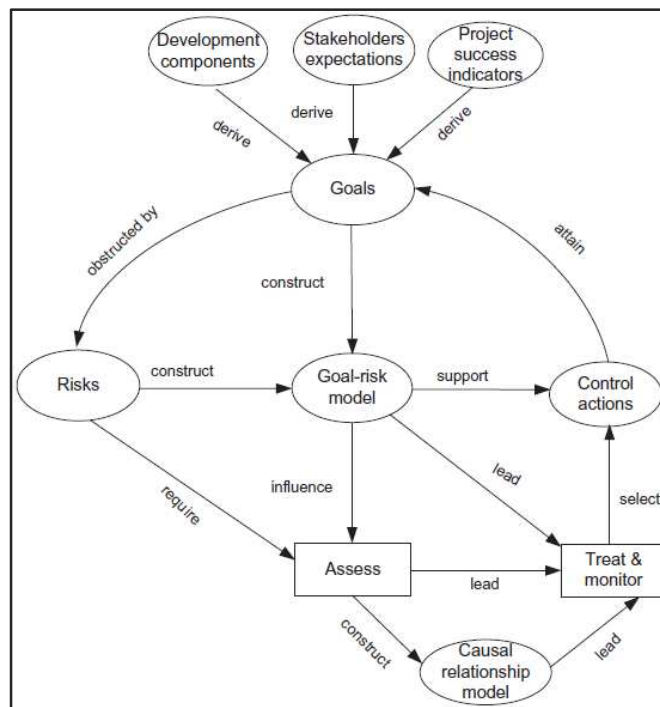 Development
components
Stakeholders
expectations
Project
success
indicators
derive
derive
derive
Goals
obstructed by
construct
attain
Risks
construct
Goal-risk
model
support
Control
actions
require
influence
lead
select
Assess
lead
Treat &
monitor
construct
Causal
relationship
model
lead